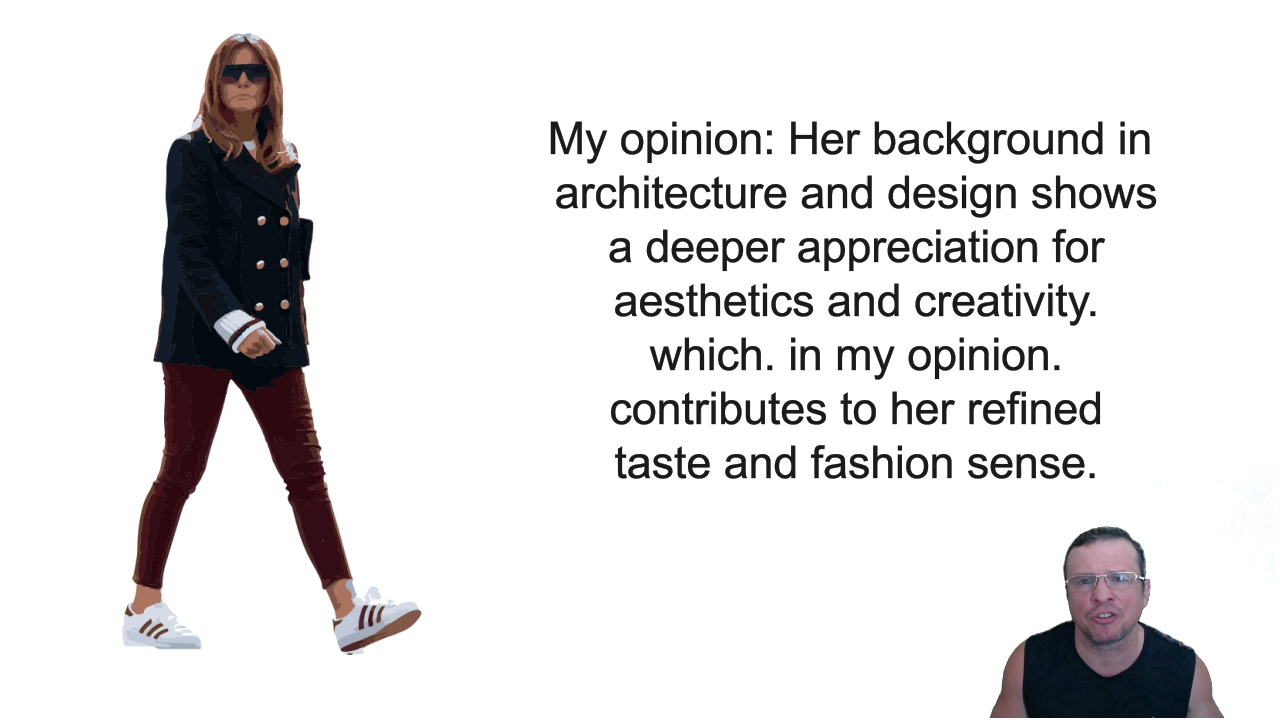 My opinion: Her background in
architecture and design shows
a deeper appreciation for
aesthetics and creativity.
which. in my opinion.
contributes to her refined
taste and fashion sense.